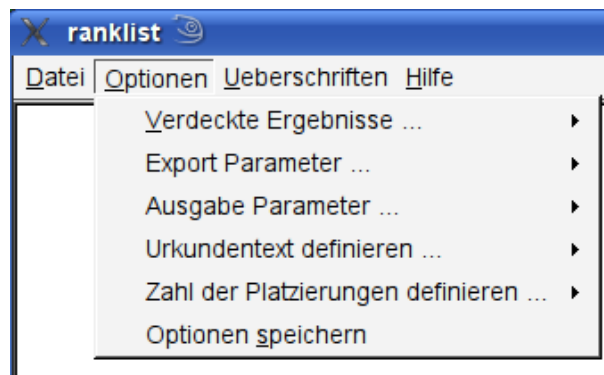 ranklist
Datei Optionen Ueberschriften Hilfe
Verdeckte Ergebnisse ...
Export Parameter ...
Ausgabe Parameter ...
Urkundentext definieren ...
Zahl der Platzierungen definieren ...
Optionen speichern